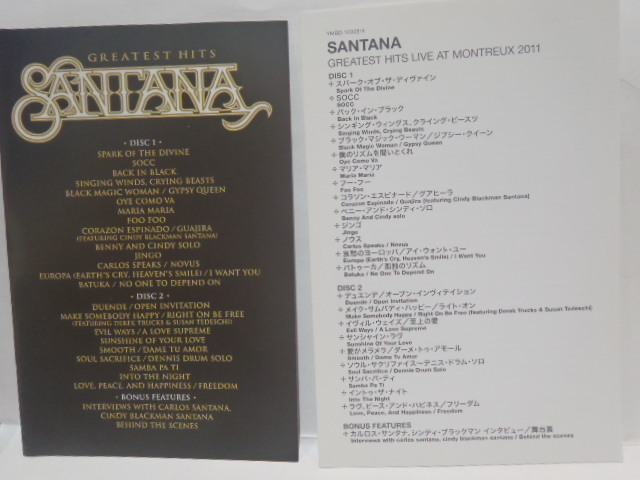 GREATEST HITS
SANTANA
• DISC 1 •
SPARK OF THE DIVINE
SOCC
BACK IN BLACK
SINGING WINDS, CRYING BEASTS
BLACK MAGIC WOMAN / GYPSY QUEEN
OYE COMO VA
MARIA MARIA
FOO FOO
CORAZON ESPINADO / GUAJIRA
(FEATURING CINDY BLACKMAN SANTANA)
BENNY AND CINDY SOLO
JINGO
CARLOS SPEAKS / NOVUS
EUROPA (EARTH'S CRY, HEAVEN'S SMILE) / I WANT YOU
BATUKA / NO ONE TO DEPEND ON
• DISC 2 •
DUENDE / OPEN INVITATION
MAKE SOMEBODY HAPPY / RIGHT ON BE FREE
(FEATURING DEREK TRUCKS & SUSAN TEDESCHI)
EVIL WAYS / A LOVE SUPREME
SUNSHINE OF YOUR LOVE
SMOOTH / DAME TU AMOR
SOUL SACRIFICE / DENNIS DRUM SOLO
SAMBA PA TI
INTO THE NIGHT
LOVE, PEACE, AND HAPPINESS / FREEDOM
• BONUS FEATURES •
INTERVIEWS WITH CARLOS SANTANA,
CINDY BLACKMAN SANTANA
BEHIND THE SCENES
SANTANA
GREATEST HITS LIVE AT MONTREUX 2011
DISC 1
+ スパーク・オブ・ザ・ディヴァイン
Spark Of The Divine
+ SOCC
SOCC
+ バック・イン・ブラック
Back In Black
+ シンギング・ウィングス、クライング・ビースツ
Singing Winds, Crying Beasts
+ ブラック・マジック・ウーマン/ジプシー・クイーン
Black Magic Woman / Gypsy Queen
+ 僕のリズムを聞いとくれ
Oye Como Va
+ マリア・マリア
Maria Maria
+ フー・フー
Foo Foo
+ コラソン・エスピナード/グアヒーラ
Corazon Espinado / Guajira (featuring Cindy Blackman Santana)
+ ベニー・アンド・シンディ・ソロ
Benny And Cindy solo
+ ジンゴ
Jingo
+ ノウス
Carlos Speaks / Novus
+ 哀愁のヨーロッパ/アイ・ウォント・ユー
Europa (Earth's Cry, Heaven's Smile) / I Want You
+ バトゥーカ/孤独のリズム
Batuka / No One To Depend On
DISC 2
+ デュエンデ/オープン・インヴィテイション
Duende / Open Invitation
+ メイク・サムバディ・ハッピー/ライト・オン
Make Somebody Happy / Right On Be Free (featuring Derek Trucks & Susan Tedeschi)
+ イヴィル・ウェイズ/至上の愛
Evil Ways / A Love Supreme
+ サンシャイン・ラヴ
Sunshine Of Your Love
+ 愛がメラメラ/ダーメ・トゥ・アモール
Smooth / Dame Tu Amor
+ ソウル・サクリファイス〜デニス・ドラム・ソロ
Soul Sacrifice / Dennis Drum Solo
+ サンバ・パ・ティ
Samba Pa Ti
+ イントゥ・ザ・ナイト
Into The Night
+ ラヴ、ピース・アンド・ハピネス/フリーダム
Love, Peace, And Happiness / Freedom
BONUS FEATURES
+ カルロス・サンタナ、シンディ・ブラックマン インタビュー/舞台裏
Interviews with carlos santana, cindy blackman santana / Behind the scenes